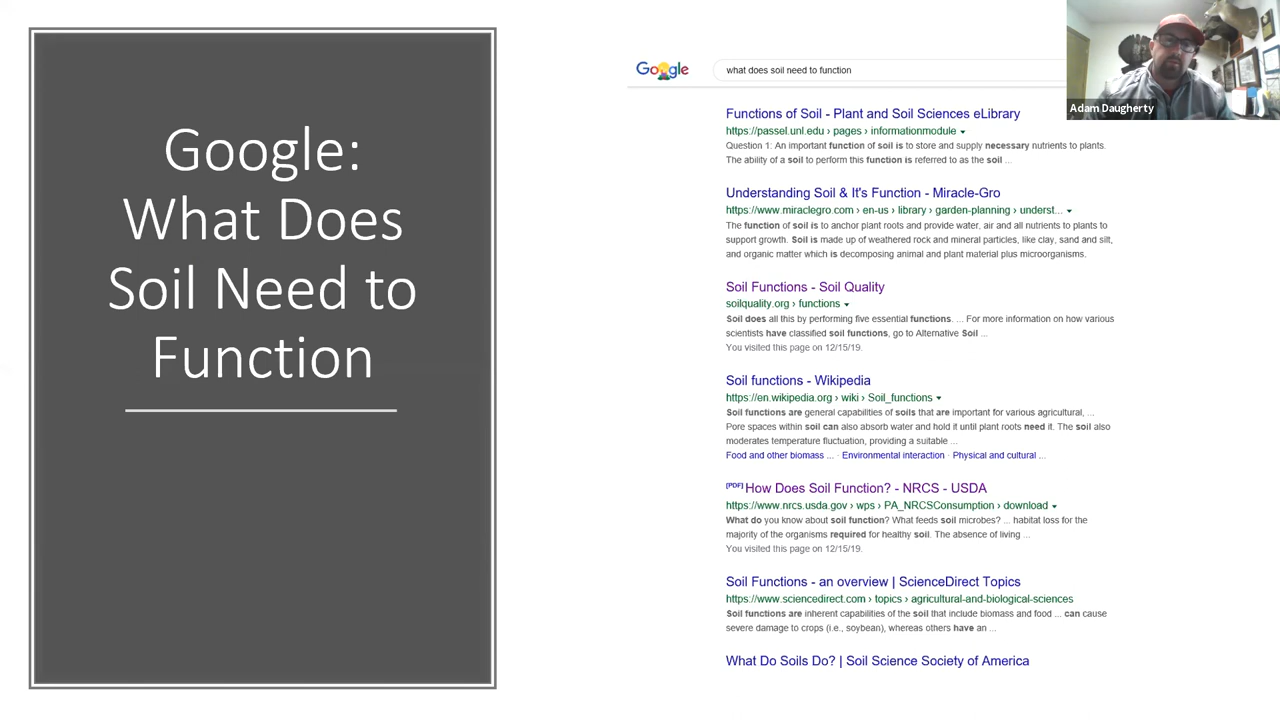 Google:
What Does
Soil Need to
Function
Google
what does soil need to function
Adam Daugherty
Functions of Soil - Plant and Soil Sciences eLibrary
https://passel.unl.edu › pages › informationmodule
Question 1: An important function of soil is to store and supply necessary nutrients to plants.
The ability of a soil to perform this function is referred to as the soil ...
Understanding Soil & It's Function - Miracle-Gro
https://www.miraclegro.com › en-us › library › garden-planning › underst...
The function of soil is to anchor plant roots and provide water, air and all nutrients to plants to
support growth. Soil is made up of weathered rock and mineral particles, like clay, sand and silt,
and organic matter which is decomposing animal and plant material plus microorganisms.
Soil Functions - Soil Quality
soilquality.org › functions
Soil does all this by performing five essential functions. ... For more information on how various
scientists have classified soil functions, go to Alternative Soil ...
You visited this page on 12/15/19.
Soil functions - Wikipedia
https://en.wikipedia.org › wiki › Soil_functions
Soil functions are general capabilities of soils that are important for various agricultural, ...
Pore spaces within soil can also absorb water and hold it until plant roots need it. The soil also
moderates temperature fluctuation, providing a suitable ...
Food and other biomass ... · Environmental interaction · Physical and cultural ...
[PDF] How Does Soil Function? - NRCS - USDA
https://www.nrcs.usda.gov › wps › PA_NRCSConsumption › download
What do you know about soil function? What feeds soil microbes? ... habitat loss for the
majority of the organisms required for healthy soil. The absence of living ...
You visited this page on 12/15/19.
Soil Functions - an overview | ScienceDirect Topics
https://www.sciencedirect.com › topics › agricultural-and-biological-sciences
Soil functions are inherent capabilities of the soil that include biomass and food ... can cause
severe damage to crops (i.e., soybean), whereas others have an ...
What Do Soils Do? | Soil Science Society of America